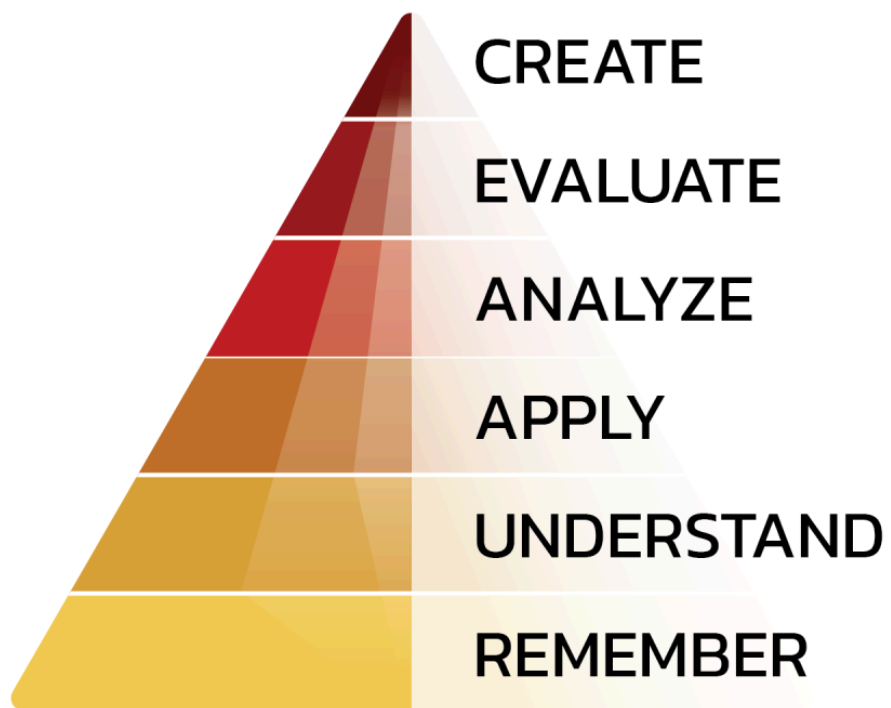 CREATE
EVALUATE
ANALYZE
APPLY
UNDERSTAND
REMEMBER